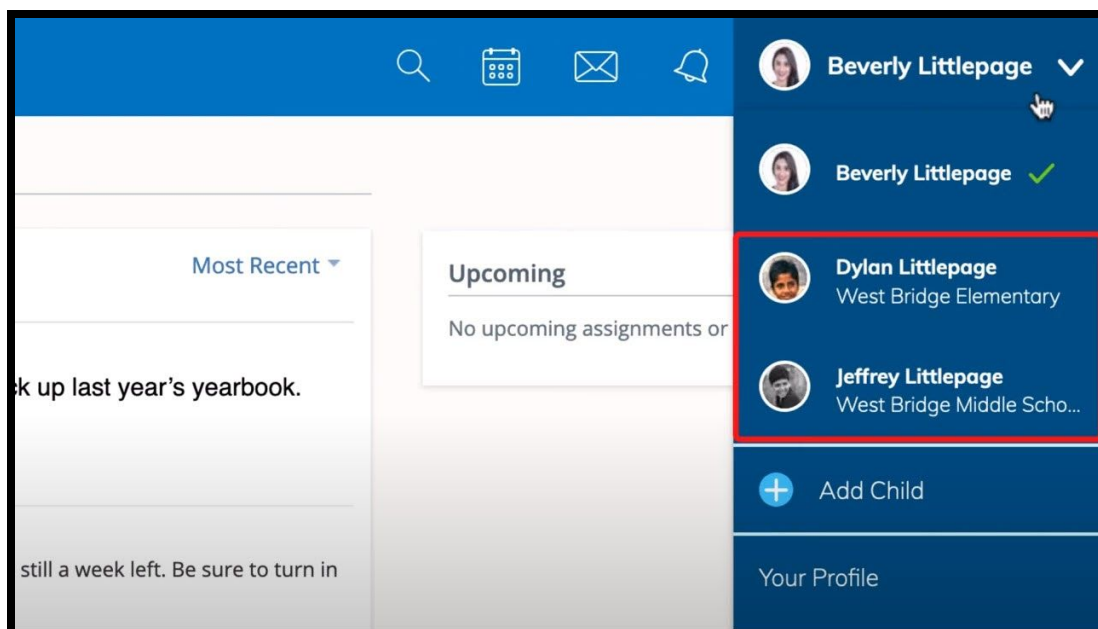 Beverly Littlepage
Beverly Littlepage
Most Recent
Upcoming
No upcoming assignments or
k up last year’s yearbook.
still a week left. Be sure to turn in
Dylan Littlepage
West Bridge Elementary
Jeffrey Littlepage
West Bridge Middle Scho...
Add Child
Your Profile